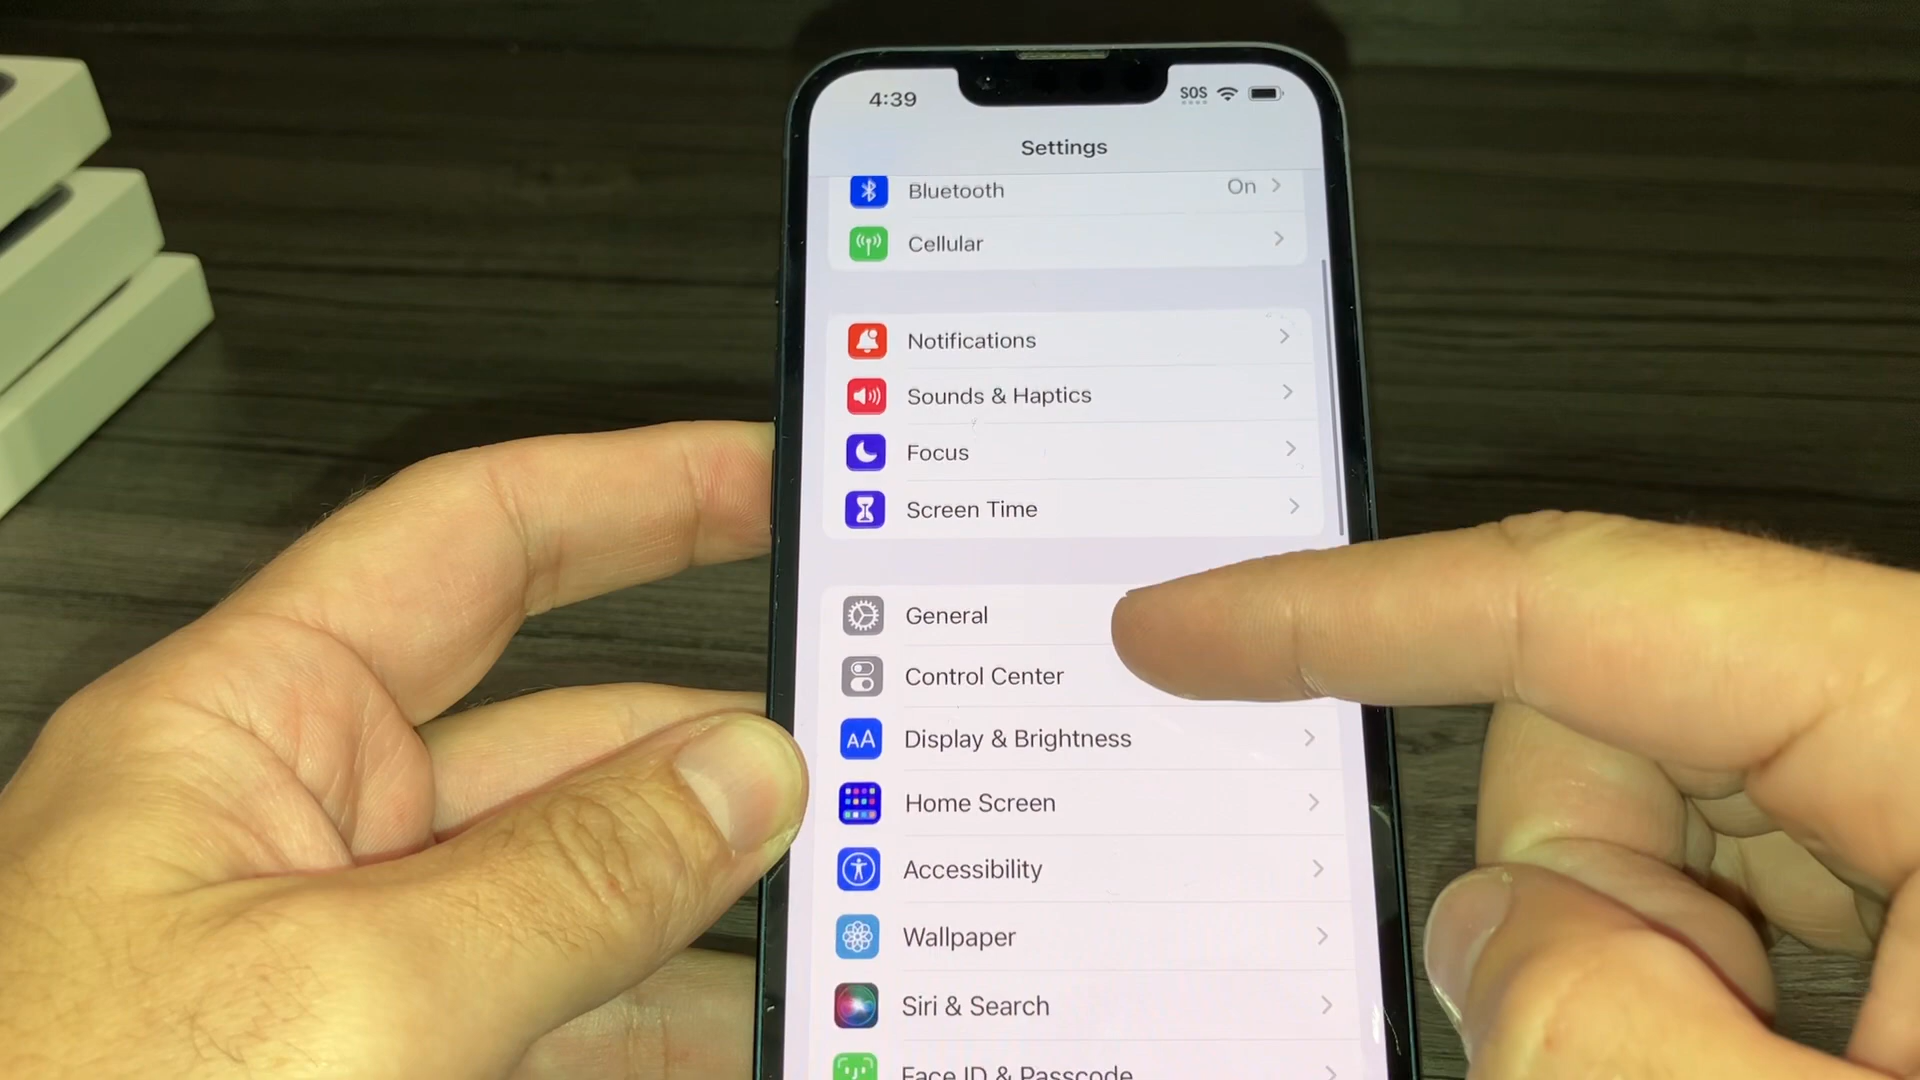 4:39
SOS
Settings
Bluetooth On
Cellular
Notifications
Sounds & Haptics
Focus
Screen Time
General
Control Center
AA Display & Brightness
Home Screen
Accessibility
Wallpaper
Siri & Search
Face ID & Passcode